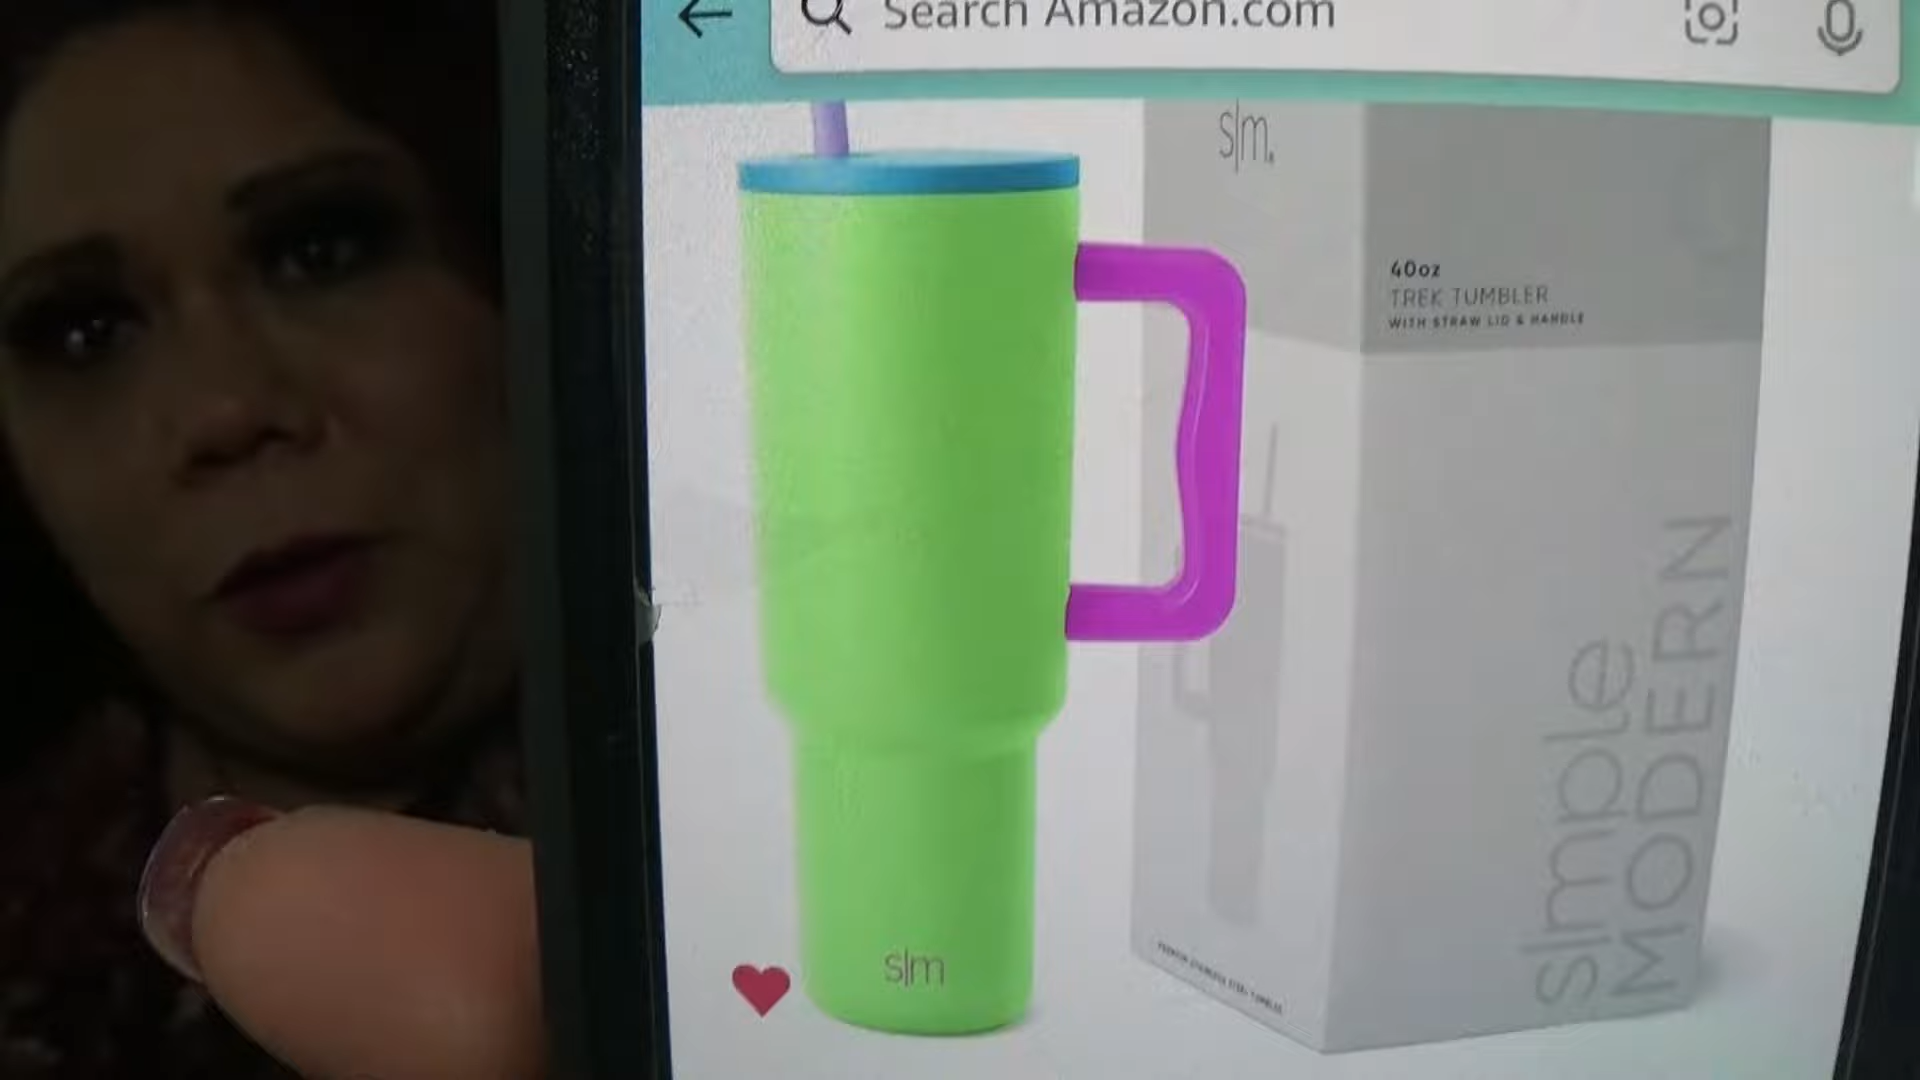 Search Amazon.com
s|m.
40oz
TREK TUMBLER
WITH STRAW LID & HANDLE
simple
MODERN
s|m